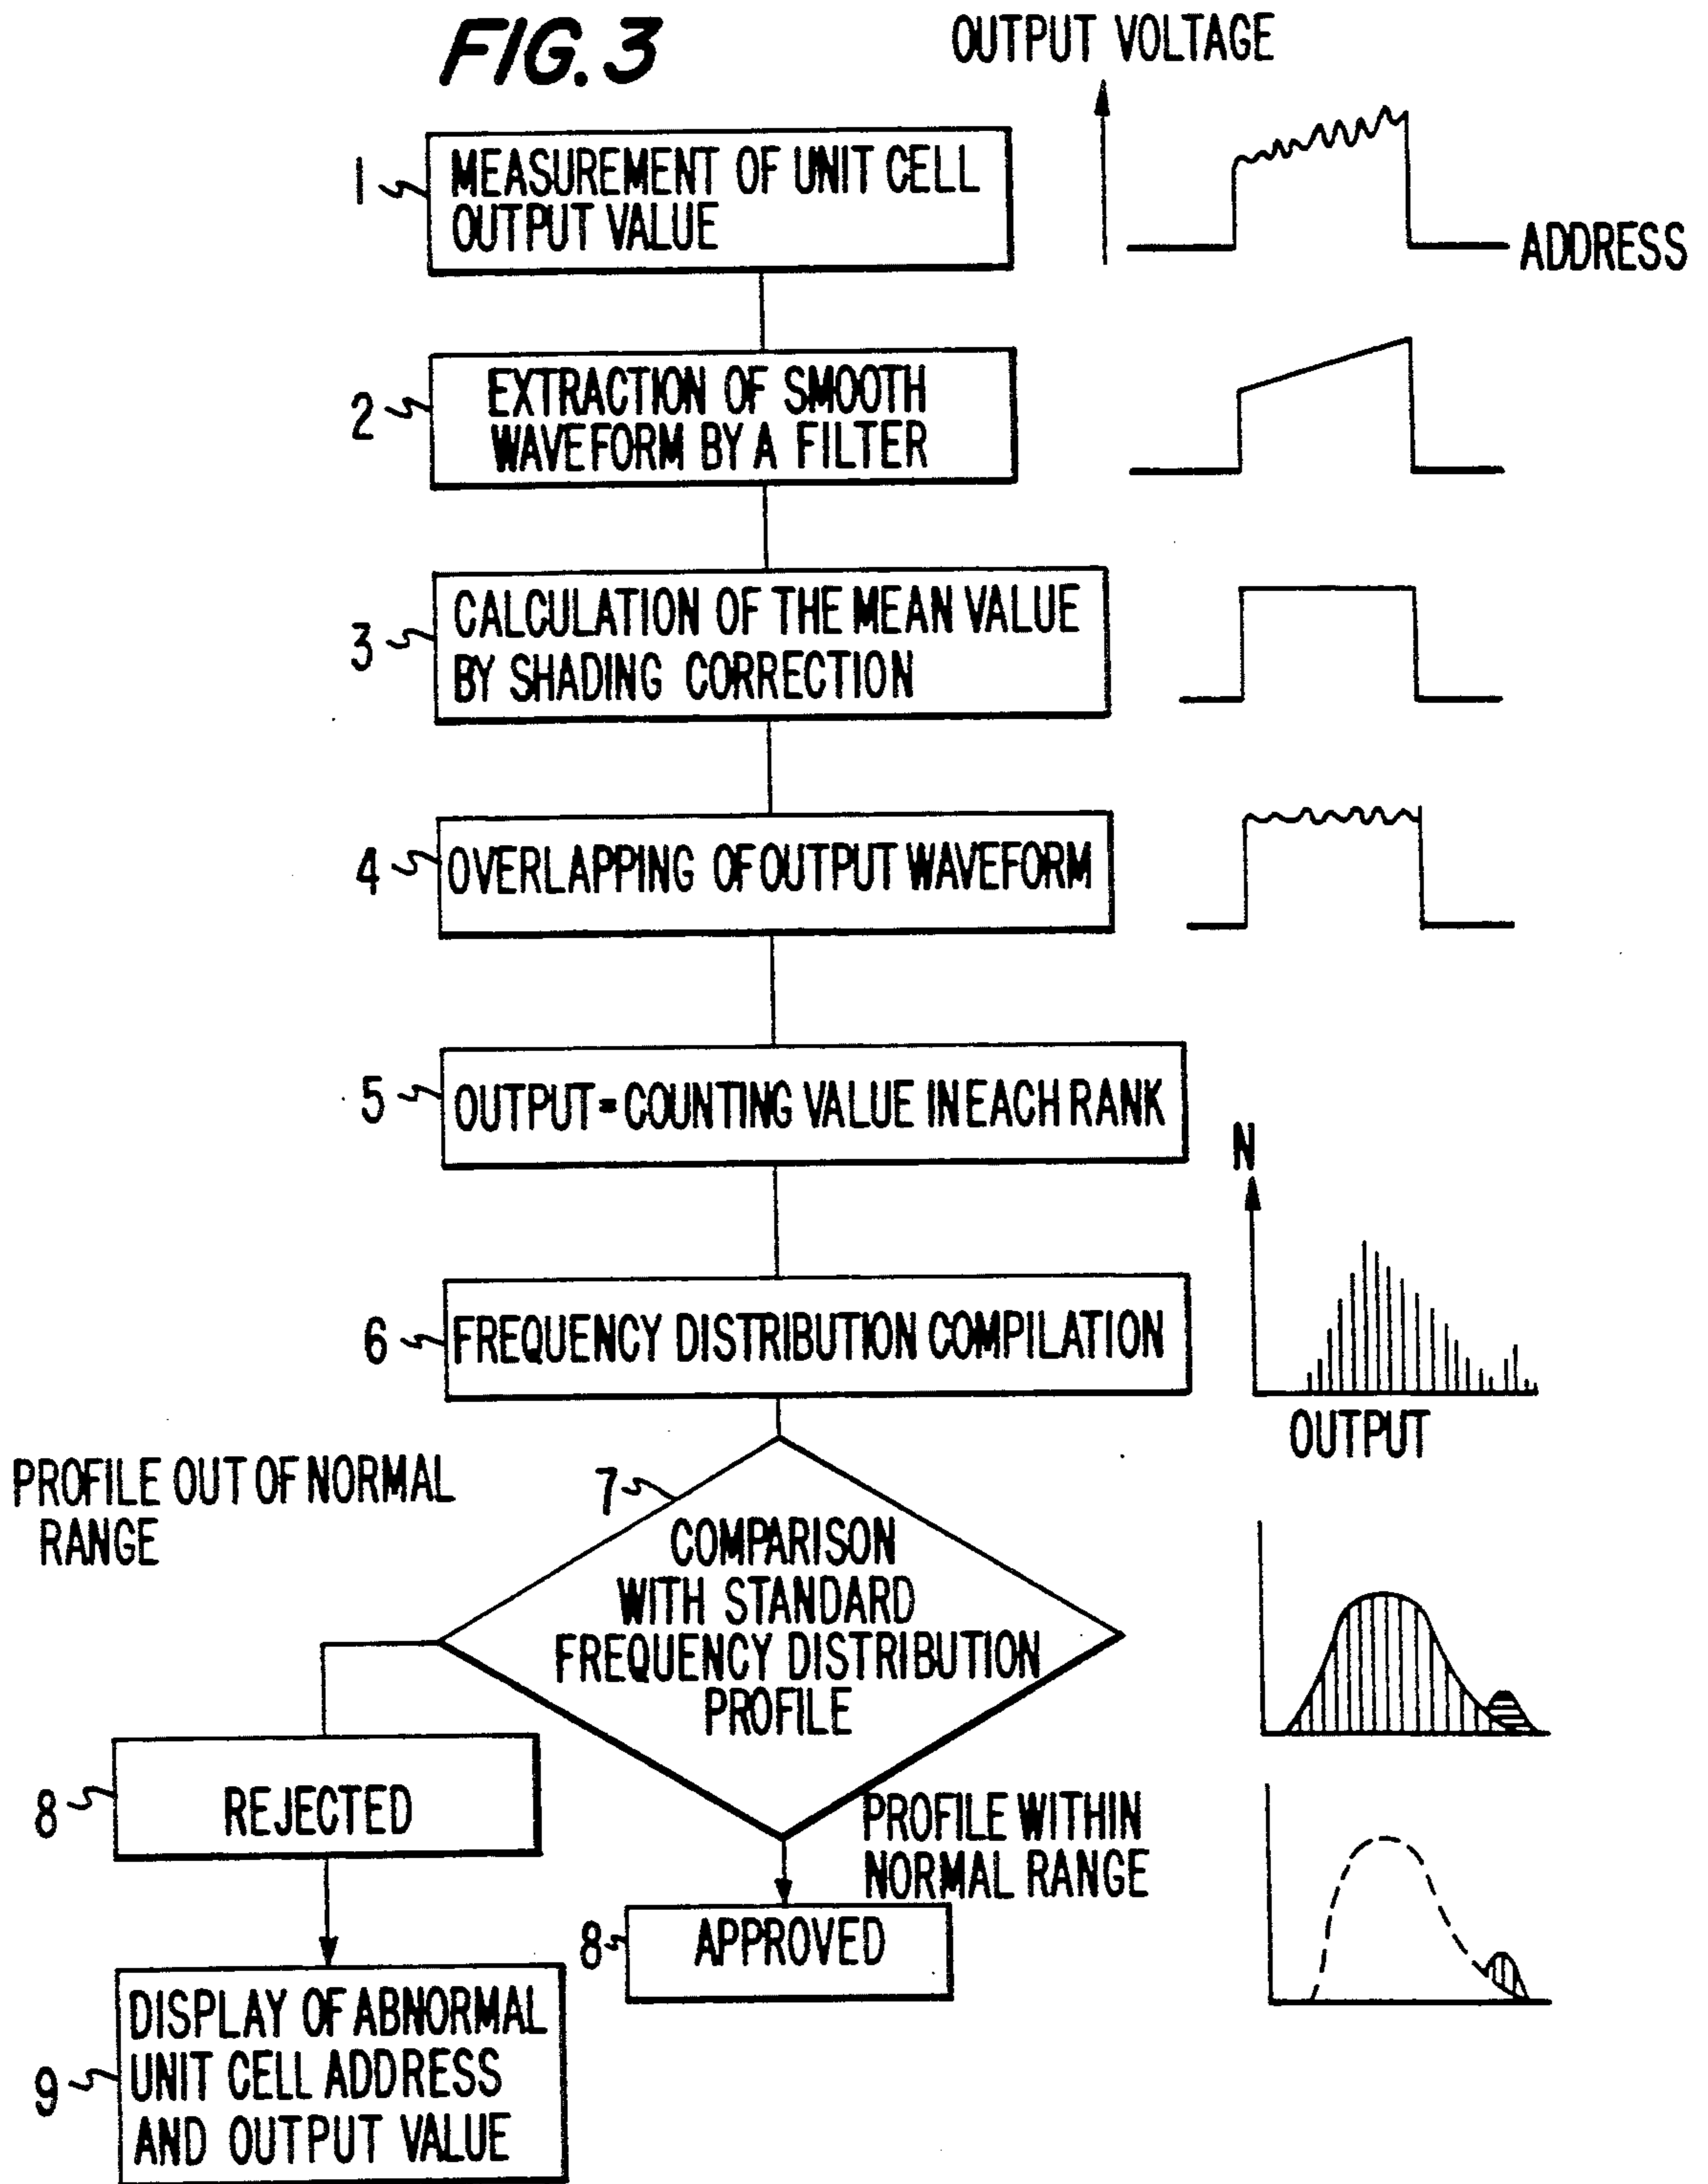 FIG. 3
OUTPUT VOLTAGE
1
MEASUREMENT OF UNIT CELL
OUTPUT VALUE
ADDRESS
2
EXTRACTION OF SMOOTH
WAVEFORM BY A FILTER
3
CALCULATION OF THE MEAN VALUE
BY SHADING CORRECTION
4
OVERLAPPING OF OUTPUT WAVEFORM
5
OUTPUT=COUNTING VALUE IN EACH RANK
N
6
FREQUENCY DISTRIBUTION COMPILATION
OUTPUT
PROFILE OUT OF NORMAL
RANGE
7
COMPARISON
WITH STANDARD
FREQUENCY DISTRIBUTION
PROFILE
8
REJECTED
PROFILE WITHIN
NORMAL RANGE
8
APPROVED
9
DISPLAY OF ABNORMAL
UNIT CELL ADDRESS
AND OUTPUT VALUE